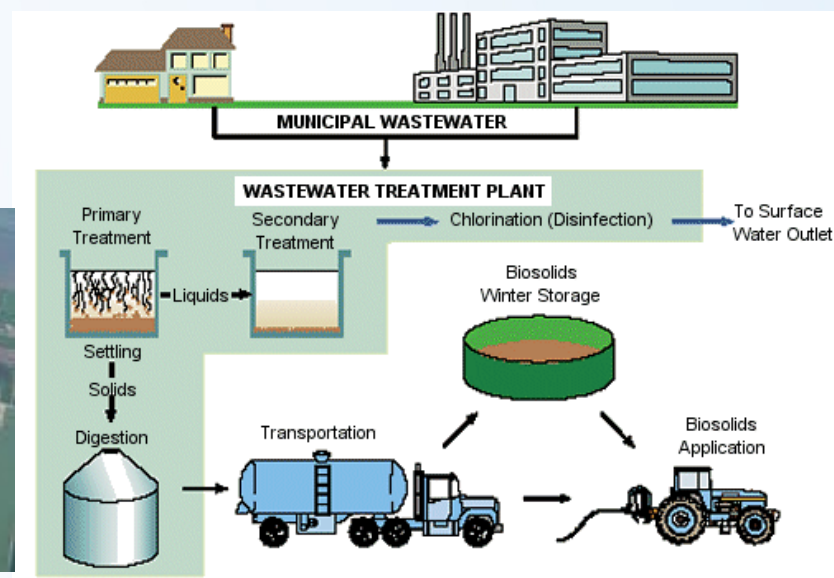 MUNICIPAL WASTEWATER
WASTEWATER TREATMENT PLANT
Primary
Treatment
Secondary
Treatment
Chlorination (Disinfection)
To Surface
Water Outlet
Liquids
Biosolids
Winter Storage
Settling
Solids
Digestion
Transportation
Biosolids
Application